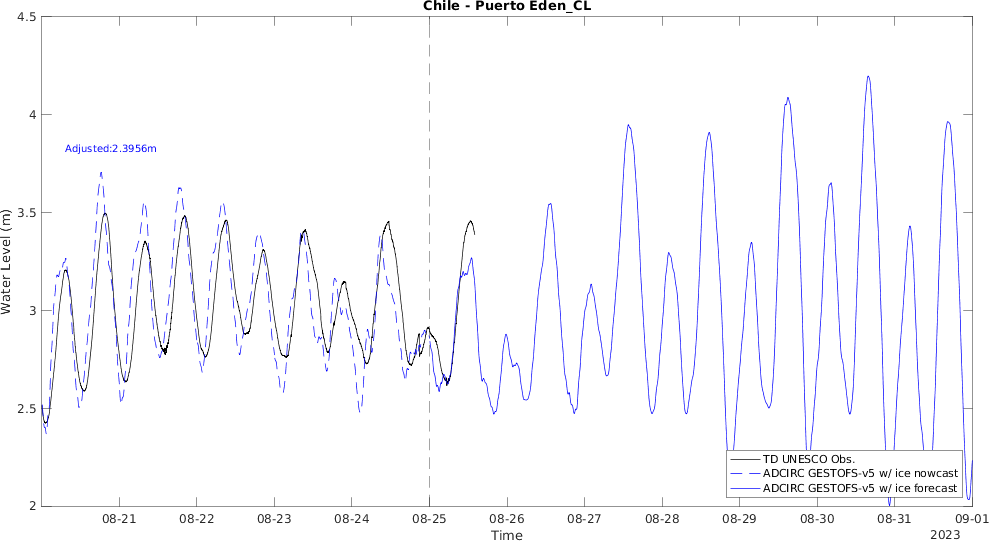 Chile - Puerto Eden_CL
4.5
4
3.5
3
2.5
2
Water Level (m)
Adjusted:2.3956m
TD UNESCO Obs.
ADCIRC GESTOFS-v5 w/ ice nowcast
ADCIRC GESTOFS-v5 w/ ice forecast
08-21 08-22 08-23 08-24 08-25 08-26 08-27 08-28 08-29 08-30 08-31 09-01
Time
2023